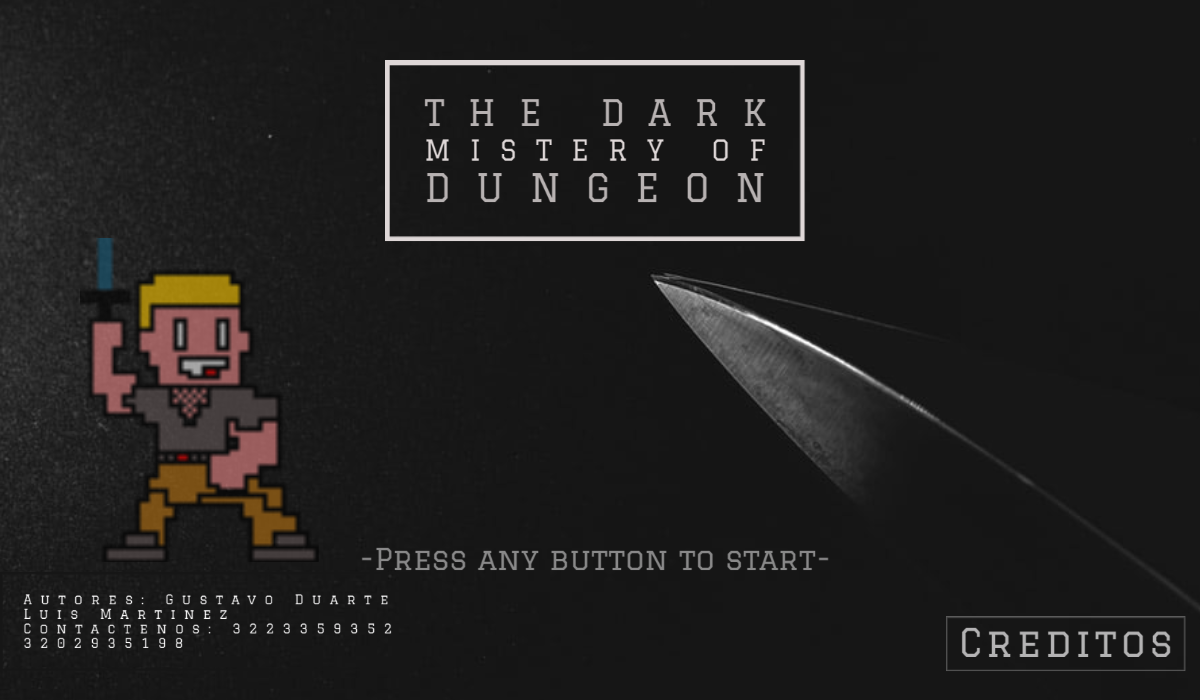 THE DARK
MISTERY OF
DUNGEON
-PRESS ANY BUTTON TO START-
AUTORES: GUSTAVO DUARTE
LUIS MARTINEZ
CONTACTENOS: 3223359352
3202935198
CREDITOS